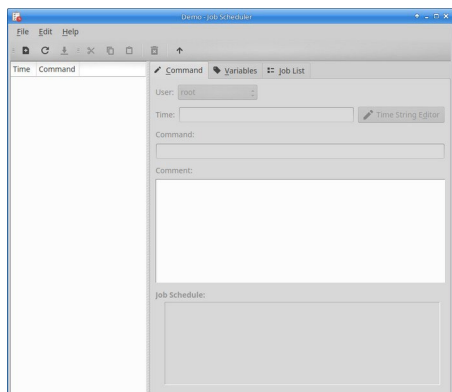 Demo - Job Scheduler
File Edit Help
Time Command
Command Variables Job List
User: root
Time: Time String Editor
Command:
Comment:
Job Schedule: